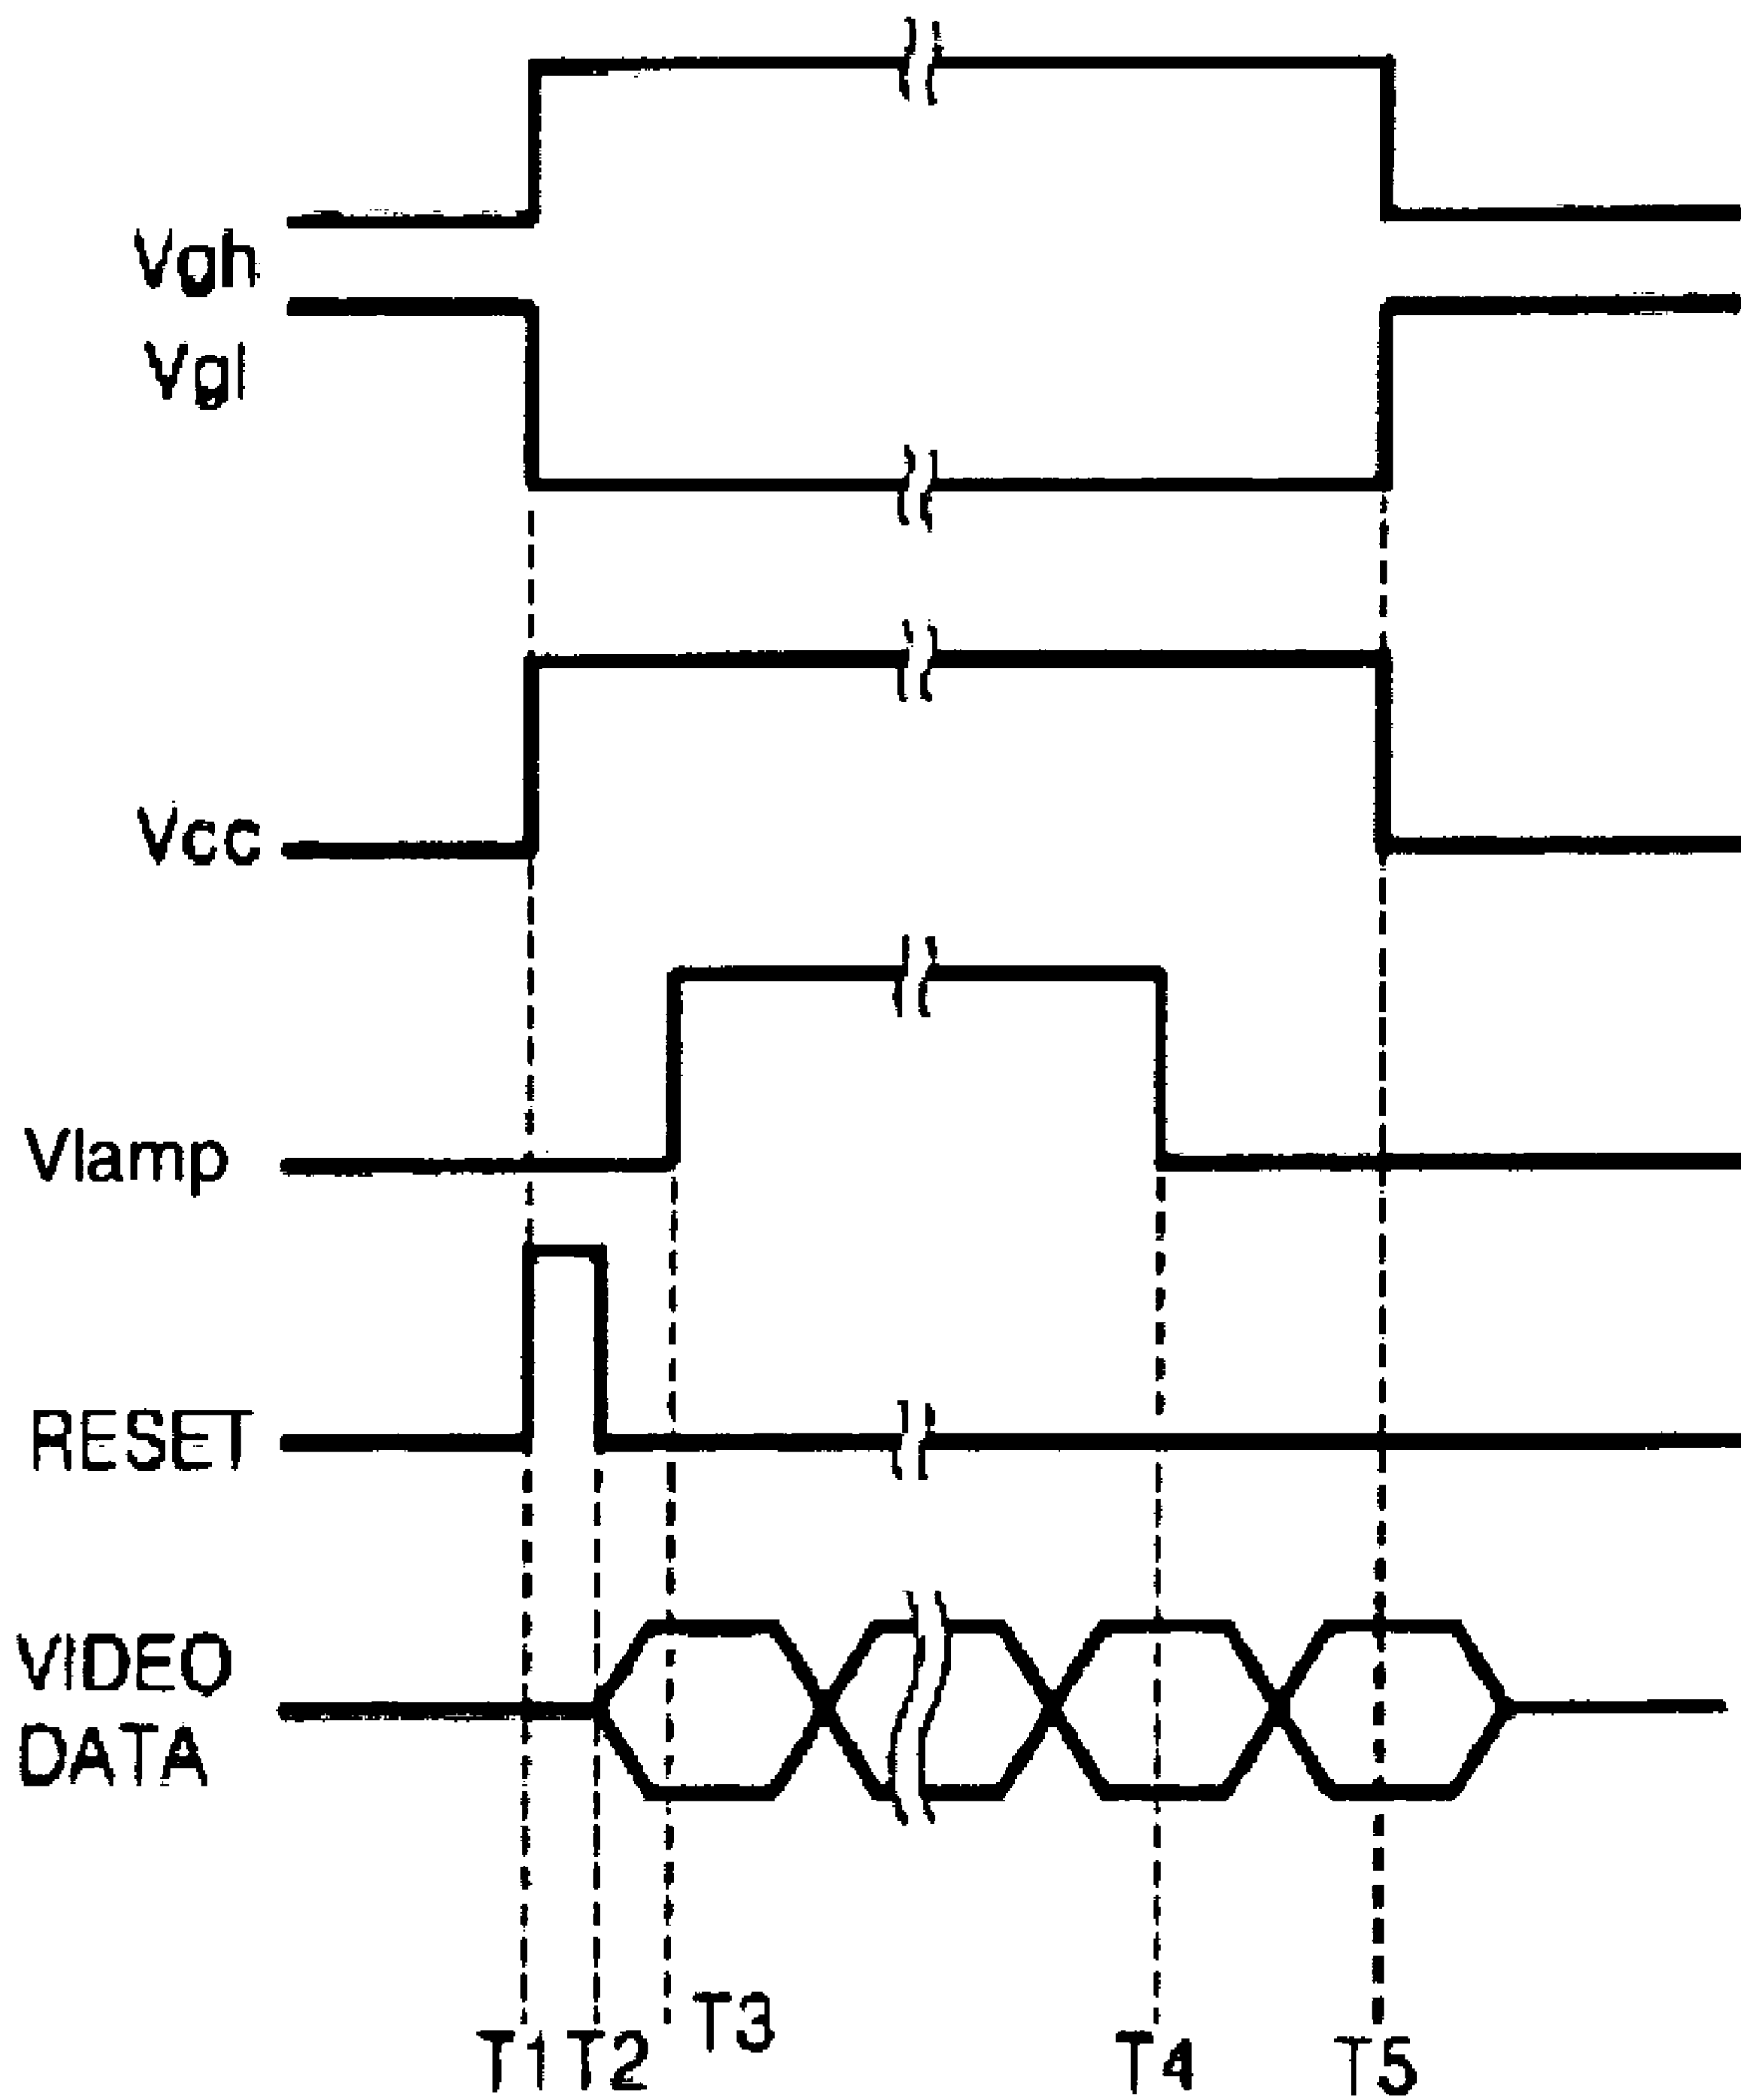 Vgh
Vgl
Vcc
Vlamp
RESET
VIDEO
DATA
T1 T2 T3 T4 T5